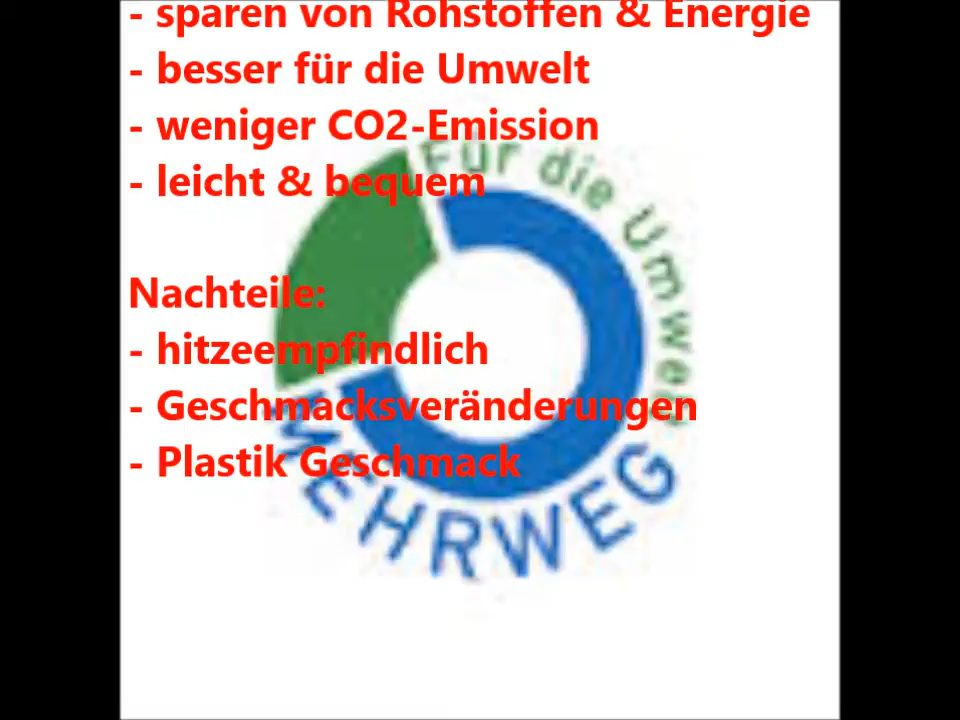 - sparen von Rohstoffen & Energie
- besser für die Umwelt
- weniger CO2-Emission
- leicht & bequem
Nachteile:
- hitzeempfindlich
- Geschmacksveränderungen
- Plastik Geschmack
Für die Umwelt
MEHRWEG